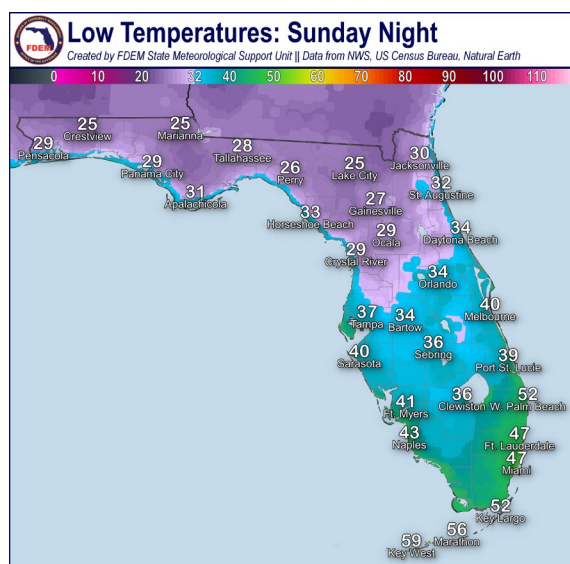 FDEM
Low Temperatures: Sunday Night
Created by FDEM State Meteorological Support Unit || Data from NWS, US Census Bureau, Natural Earth
0 10 20 32 40 50 60 70 80 90 100 110
25
Crestview
25
Marianna
29
Pensacola
28
Tallahassee
29
Panama City
26
Perry
25
Lake City
30
Jacksonville
31
Apalachicola
32
St. Augustine
27
Gainesville
33
Horseshoe Beach
29
Ocala
34
Daytona Beach
29
Crystal River
34
Orlando
37
Tampa
34
Bartow
40
Melbourne
36
Sebring
40
Sarasota
39
Port St. Lucie
36
Clewiston
52
W. Palm Beach
41
Ft. Myers
43
Naples
47
Ft. Lauderdale
47
Miami
52
Key Largo
56
Marathon
59
Key West